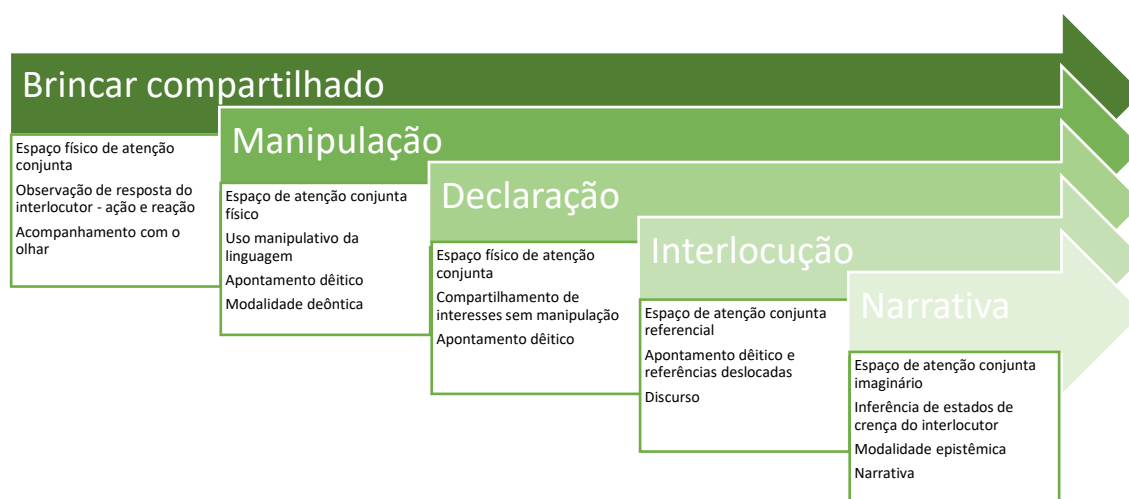 Brincar compartilhado
Espaço físico de atenção
conjunta
Observação de resposta do
interlocutor - ação e reação
Acompanhamento com o
olhar
Manipulação
Espaço de atenção conjunta
físico
Uso manipulativo da
linguagem
Apontamento dêitico
Modalidade deôntica
Declaração
Espaço físico de atenção
conjunta
Compartilhamento de
interesses sem manipulação
Apontamento dêitico
Interlocução
Espaço de atenção conjunta
referencial
Apontamento dêitico e
referências deslocadas
Discurso
Narrativa
Espaço de atenção conjunta
imaginário
Inferência de estados de
crença do interlocutor
Modalidade epistêmica
Narrativa